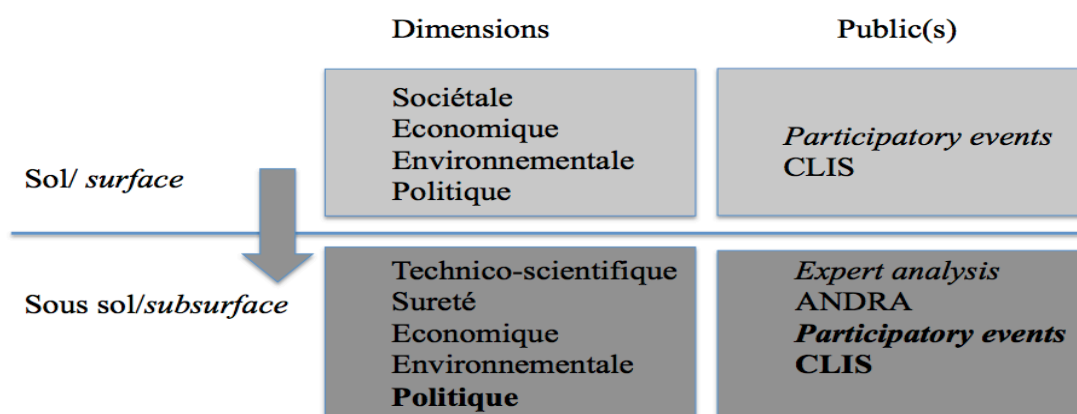 Dimensions
Public(s)
Sociétale
Economique
Environnementale
Politique
Participatory events
CLIS
Sol/ surface
Technico-scientifique
Sureté
Economique
Environnementale
Politique
Expert analysis
ANDRA
Participatory events
CLIS
Sous sol/subsurface